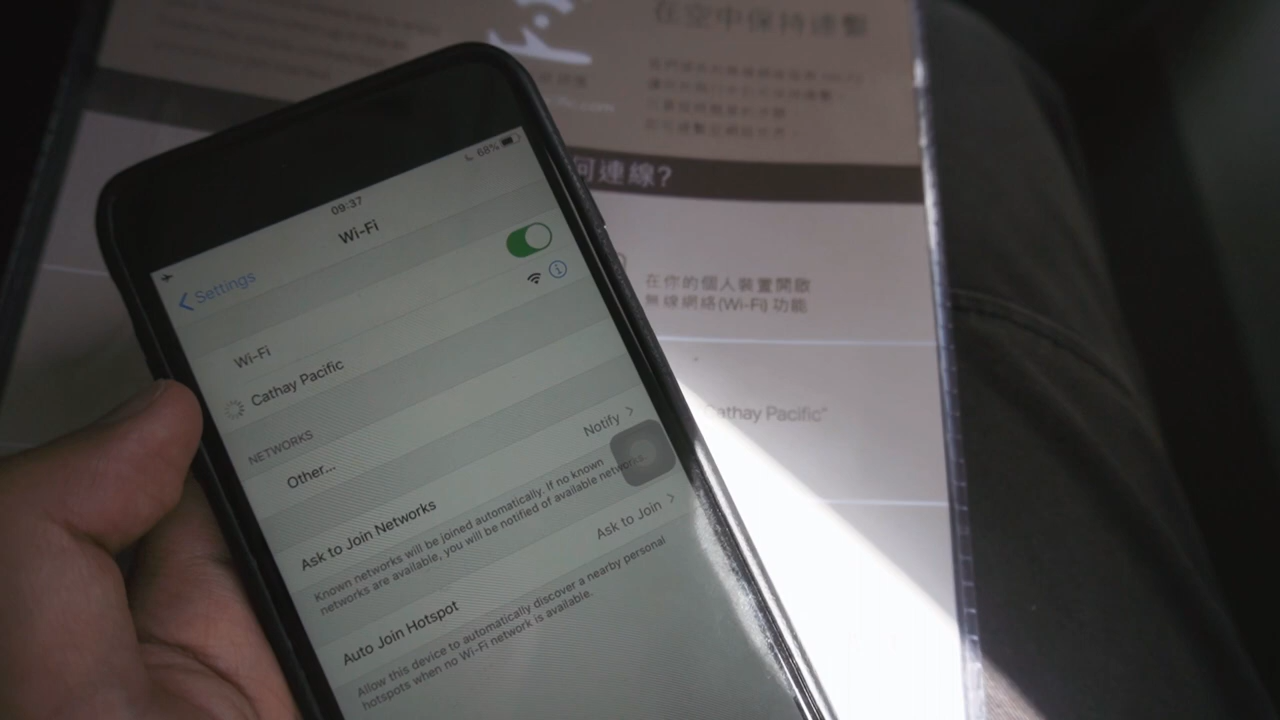 68%
09:37
Settings
Wi-Fi
Wi-Fi
Cathay Pacific
NETWORKS
Other...
Ask to Join Networks
Notify
Known networks will be joined automatically. If no known
networks are available, you will be notified of available networks.
Auto Join Hotspot
Ask to Join
Allow this device to automatically discover a nearby personal
hotspots when no Wi-Fi network is available.
在空中保持連繫
何連線?
在你的個人裝置開啟
無線網絡(Wi-Fi) 功能
Cathay Pacific"